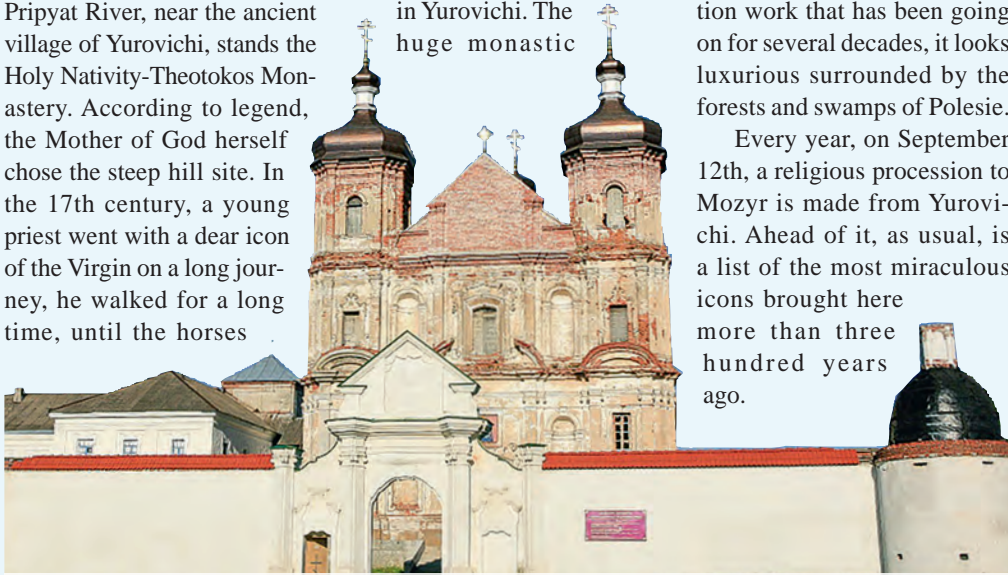 Pripyat River, near the ancient
village of Yurovichi, stands the
Holy Nativity-Theotokos Mon-
astery. According to legend,
the Mother of God herself
chose the steep hill site. In
the 17th century, a young
priest went with a dear icon
of the Virgin on a long jour-
ney, he walked for a long
time, until the horses
in Yurovichi. The
huge monastic
tion work that has been going
on for several decades, it looks
luxurious surrounded by the
forests and swamps of Polesie.
Every year, on September
12th, a religious procession to
Mozyr is made from Yurovi-
chi. Ahead of it, as usual, is
a list of the most miraculous
icons brought here
more than three
hundred years
ago.